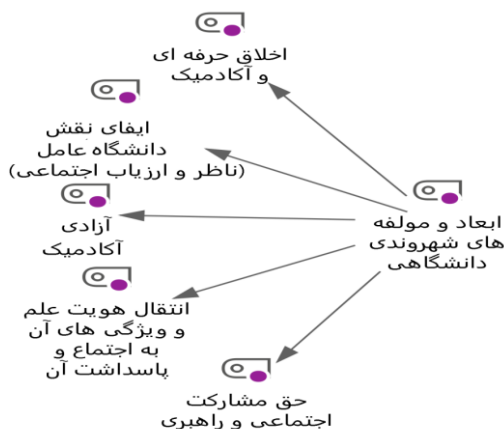 اخلاق حرفه ای
و آکادمیک
ایفای نقش
دانشگاه عامل
(ناظر و ارزیاب اجتماعی)
آزادی
آکادمیک
ابعاد و مولفه
های شهروندی
دانشگاهی
انتقال هویت علم
و ویژگی های آن
به اجتماع و
پاسداشت آن
حق مشارکت
اجتماعی و راهبری